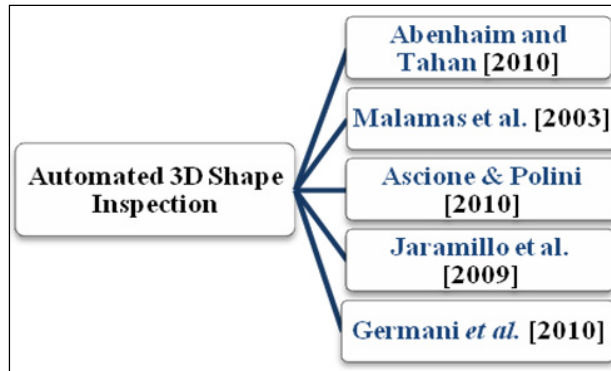 Abenhaim and
Tahan [2010]
Malamas et al. [2003]
Automated 3D Shape
Inspection
Ascione & Polini
[2010]
Jaramillo et al.
[2009]
Germani et al. [2010]